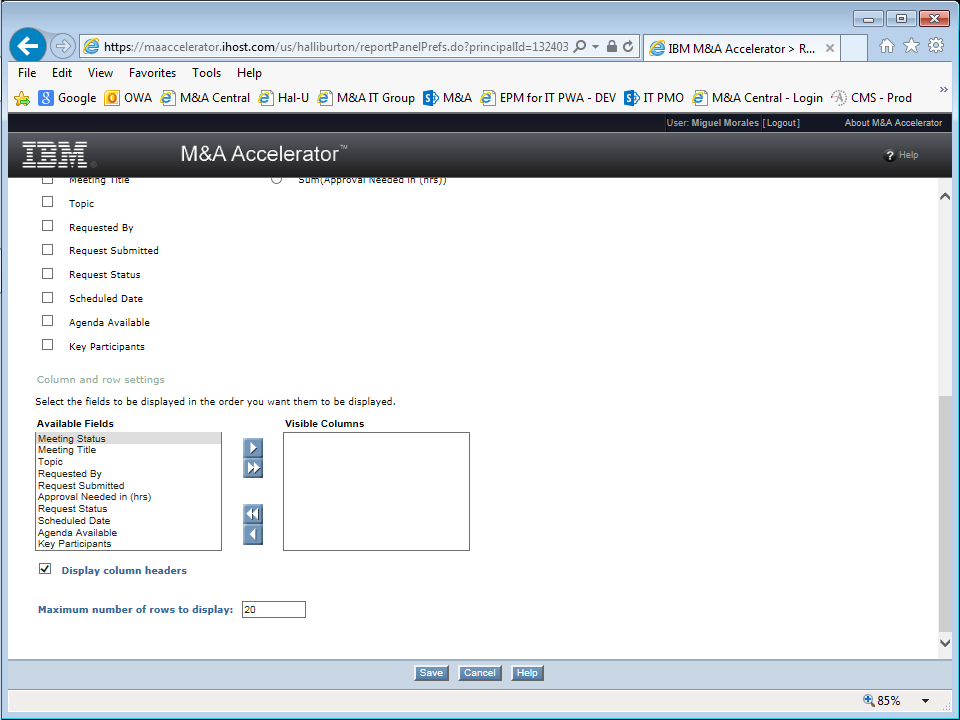 https://maaccelerator.ihost.com/us/halliburton/reportPanelPrefs.do?principalId=132403
IBM M&A Accelerator > R...
File Edit View Favorites Tools Help
Google OWA M&A Central Hal-U M&A IT Group M&A EPM for IT PWA - DEV IT PMO M&A Central - Login CMS - Prod
User: Miguel Morales [Logout] About M&A Accelerator
IBM M&A Accelerator™ Help
Meeting Title Sum(Approval Needed in (hrs))
Topic
Requested By
Request Submitted
Request Status
Scheduled Date
Agenda Available
Key Participants
Column and row settings
Select the fields to be displayed in the order you want them to be displayed.
Available Fields Visible Columns
Meeting Status
Meeting Title
Topic
Requested By
Request Submitted
Approval Needed in (hrs)
Request Status
Scheduled Date
Agenda Available
Key Participants
Display column headers
Maximum number of rows to display: 20
Save Cancel Help
85%